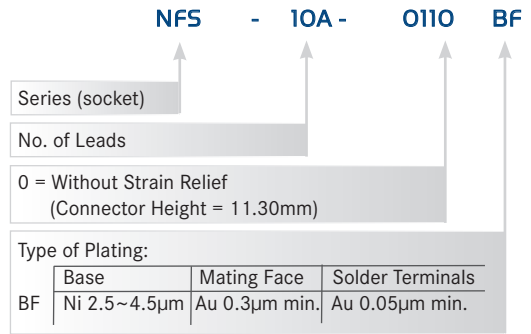 NFS - 10A - 0110 BF
Series (socket)
No. of Leads
0 = Without Strain Relief
(Connector Height = 11.30mm)
Type of Plating:
Base Mating Face Solder Terminals
BF Ni 2.5~4.5µm Au 0.3µm min. Au 0.05µm min.